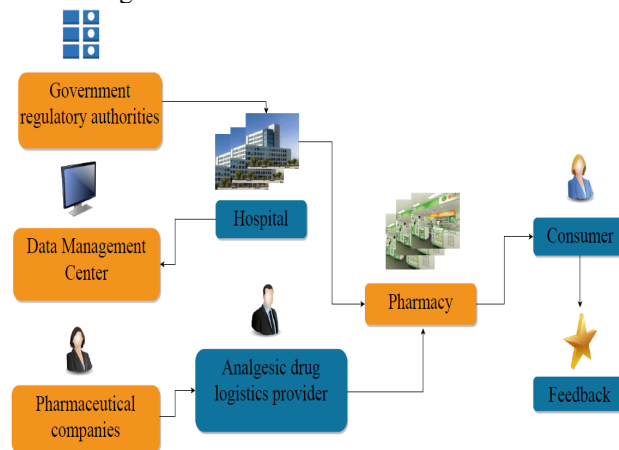 Government
regulatory authorities
Hospital
Data Management
Center
Consumer
Pharmacy
Analgesic drug
logistics provider
Pharmaceutical
companies
Feedback